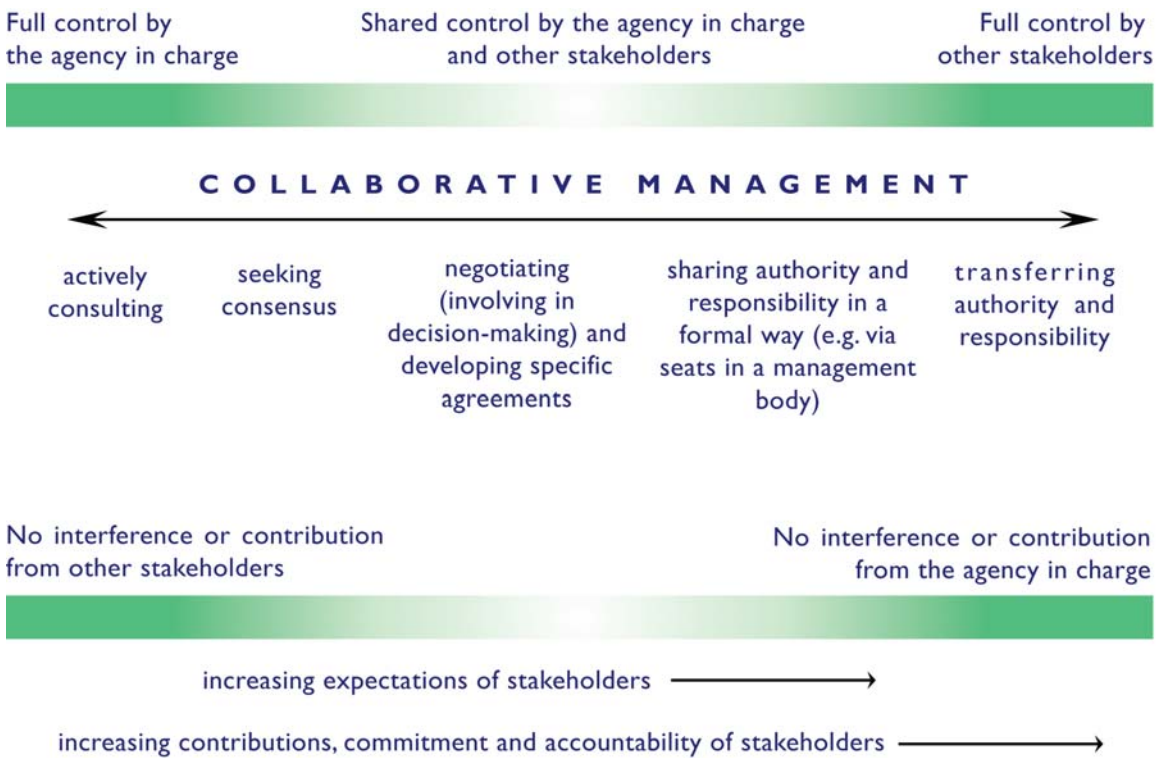 Full control by
the agency in charge
Shared control by the agency in charge
and other stakeholders
Full control by
other stakeholders
COLLABORATIVE MANAGEMENT
actively
consulting
seeking
consensus
negotiating
(involving in
decision-making) and
developing specific
agreements
sharing authority and
responsibility in a
formal way (e.g. via
seats in a management
body)
transferring
authority and
responsibility
No interference or contribution
from other stakeholders
No interference or contribution
from the agency in charge
increasing expectations of stakeholders
increasing contributions, commitment and accountability of stakeholders